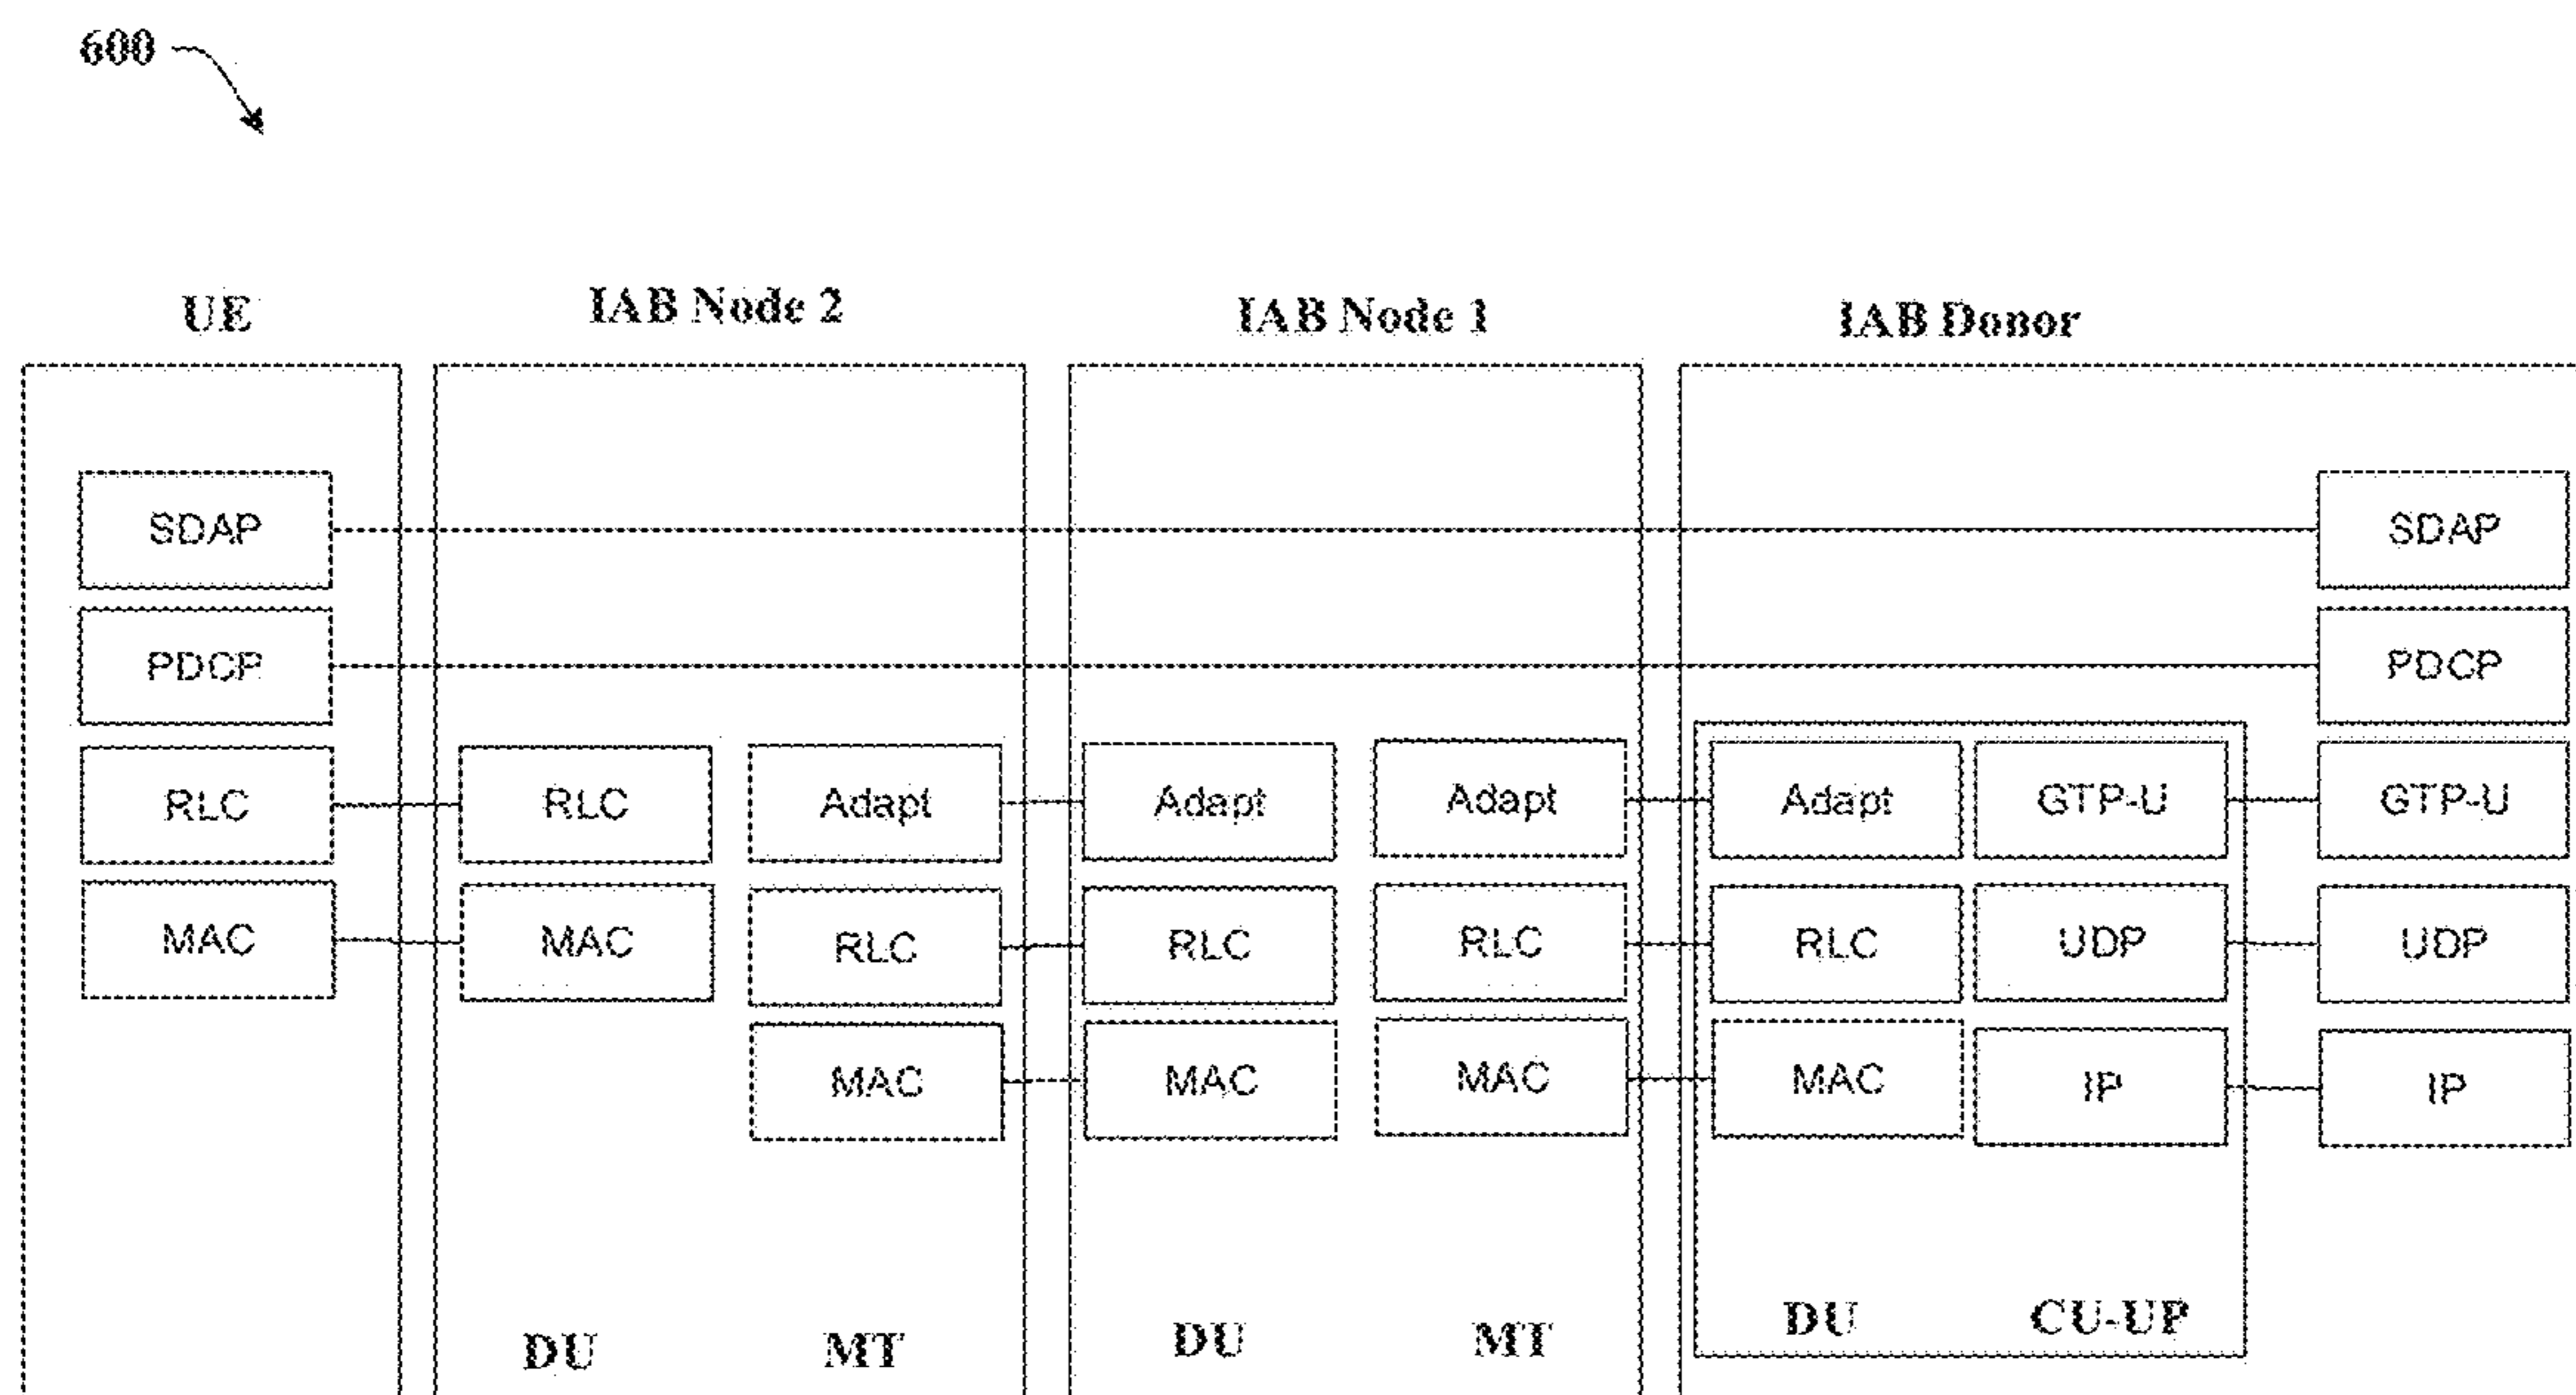 600
UE IAB Node 2 IAB Node 1 IAB Donor
SDAP SDAP
PDCP PDCP
RLC RLC Adapt Adapt Adapt Adapt GTP-U GTP-U
MAC MAC RLC RLC RLC RLC UDP UDP
MAC MAC MAC MAC IP IP
DU MT DU MT DU CU-UP